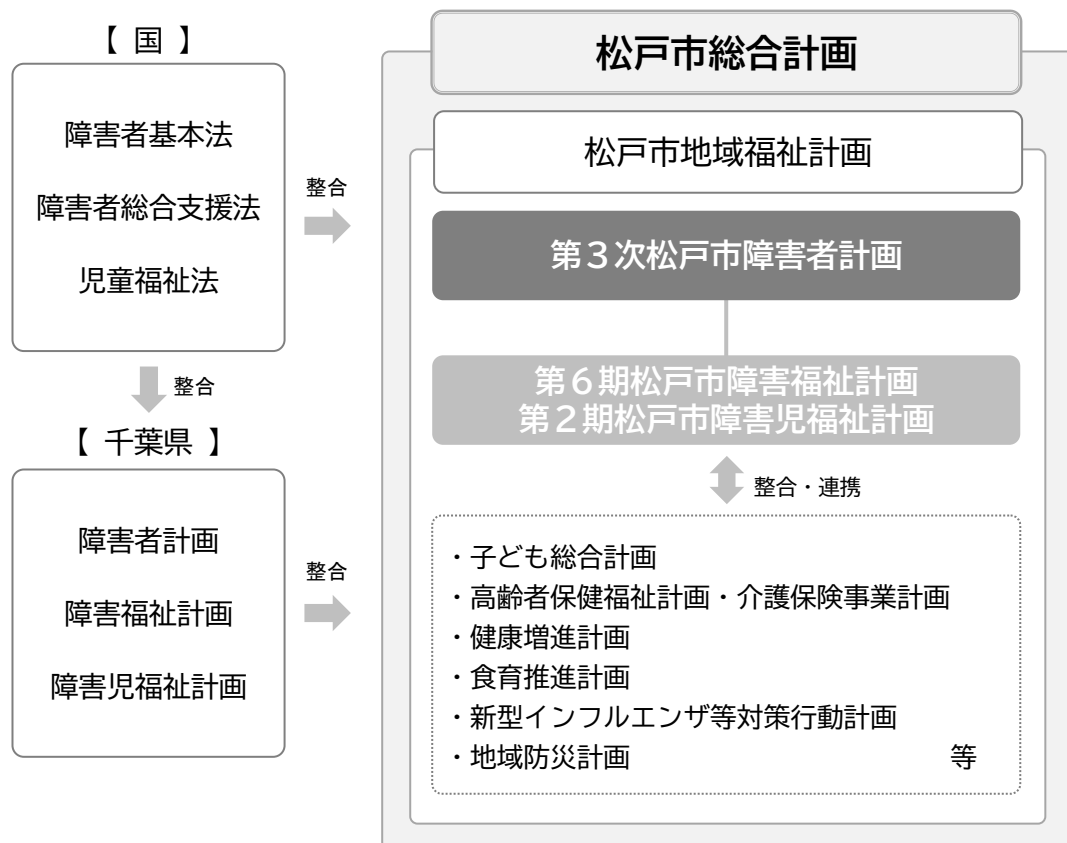 【 国 】
障害者基本法
障害者総合支援法
児童福祉法
整合
整合
【 千葉県 】
障害者計画
障害福祉計画
障害児福祉計画
整合
松戸市総合計画
松戸市地域福祉計画
第３次松戸市障害者計画
第６期松戸市障害福祉計画
第２期松戸市障害児福祉計画
整合・連携
・子ども総合計画
・高齢者保健福祉計画・介護保険事業計画
・健康増進計画
・食育推進計画
・新型インフルエンザ等対策行動計画
・地域防災計画 等